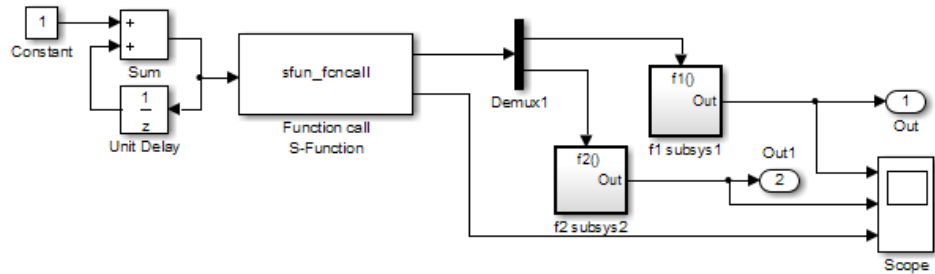 1
Constant
+
+
Sum
1
z
Unit Delay
sfun_fcncall
Function call
S-Function
Demux1
f1()
Out
f1 subsys1
f2()
Out
f2 subsys2
1
Out
Out1
2
Scope